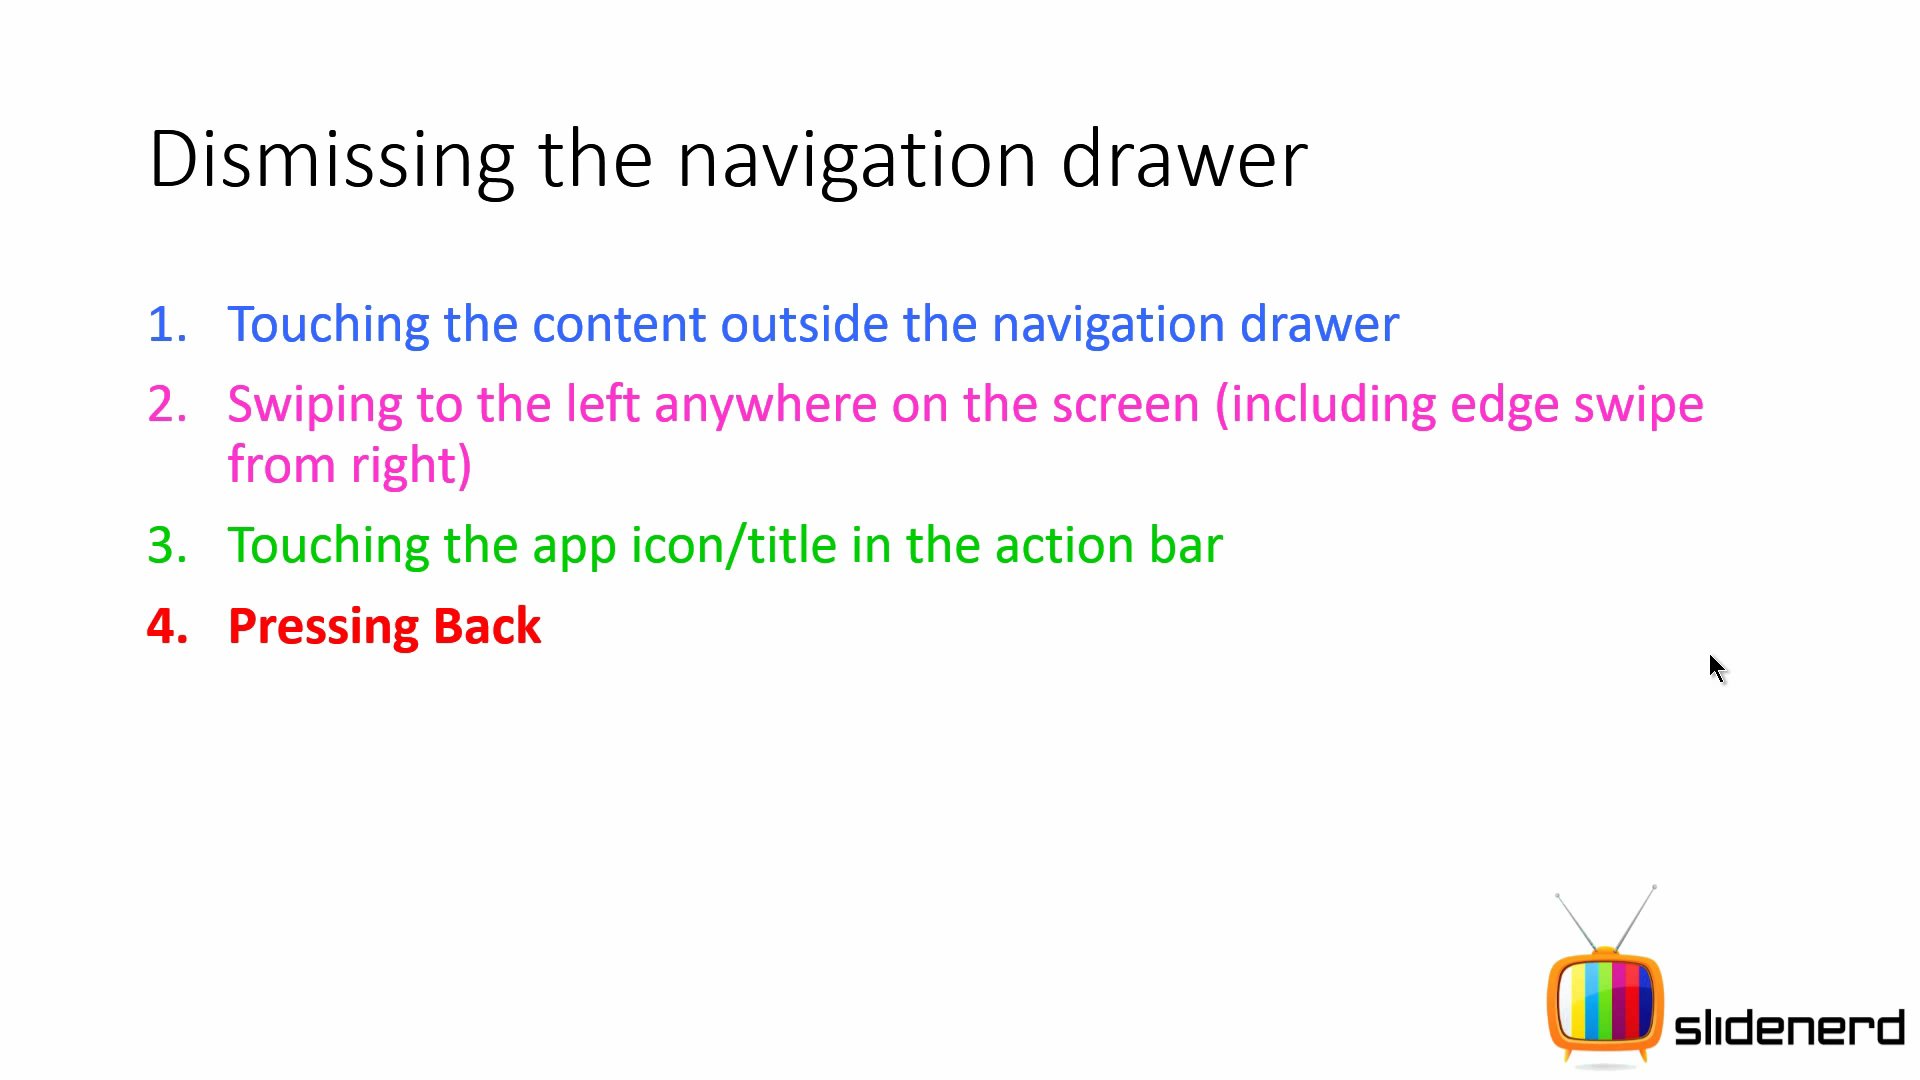 Dismissing the navigation drawer
1. Touching the content outside the navigation drawer
2. Swiping to the left anywhere on the screen (including edge swipe
from right)
3. Touching the app icon/title in the action bar
4. Pressing Back
slidenerd